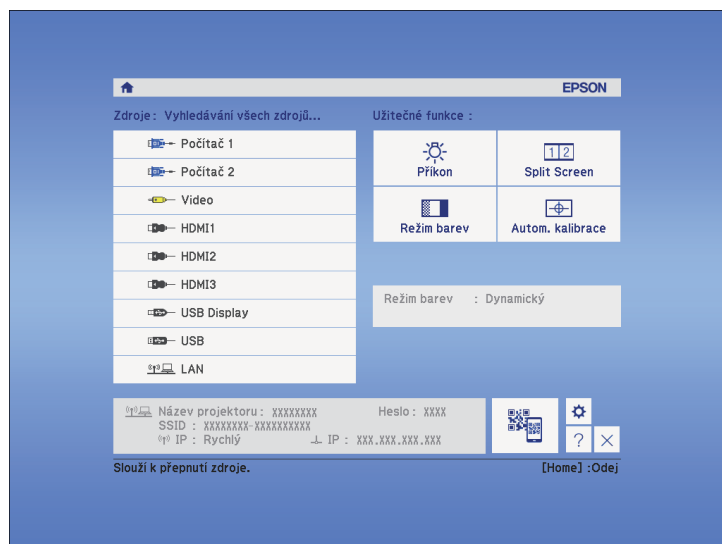 EPSON
Zdroje: Vyhledávání všech zdrojů...
Počítač 1
Počítač 2
Video
HDMI1
HDMI2
HDMI3
USB Display
USB
LAN
Užitečné funkce :
Příkon
1 2
Split Screen
Režim barev
Autom. kalibrace
Režim barev : Dynamický
Název projektoru : XXXXXXXX Heslo : XXXX
SSID : XXXXXXXX-XXXXXXXXXX
IP : Rychlý IP : XXX.XXX.XXX.XXX
?
Slouží k přepnutí zdroje. [Home] :Odej